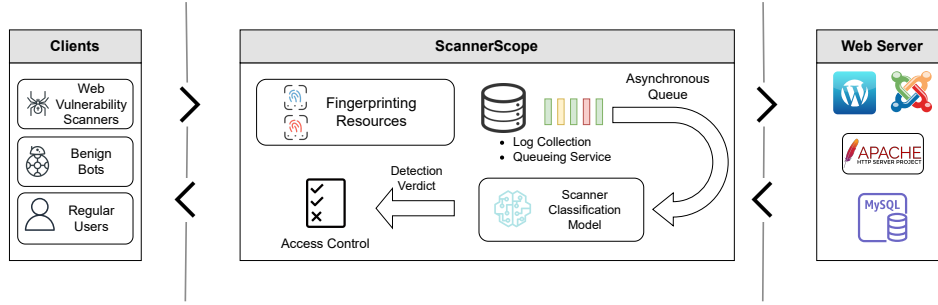 Clients
ScannerScope
Web Server
Web
Vulnerability
Scanners
Benign
Bots
Regular
Users
Fingerprinting
Resources
• Log Collection
• Queueing Service
Asynchronous
Queue
Scanner
Classification
Model
Detection
Verdict
Access Control
APACHE
HTTP SERVER PROJECT
MySQL